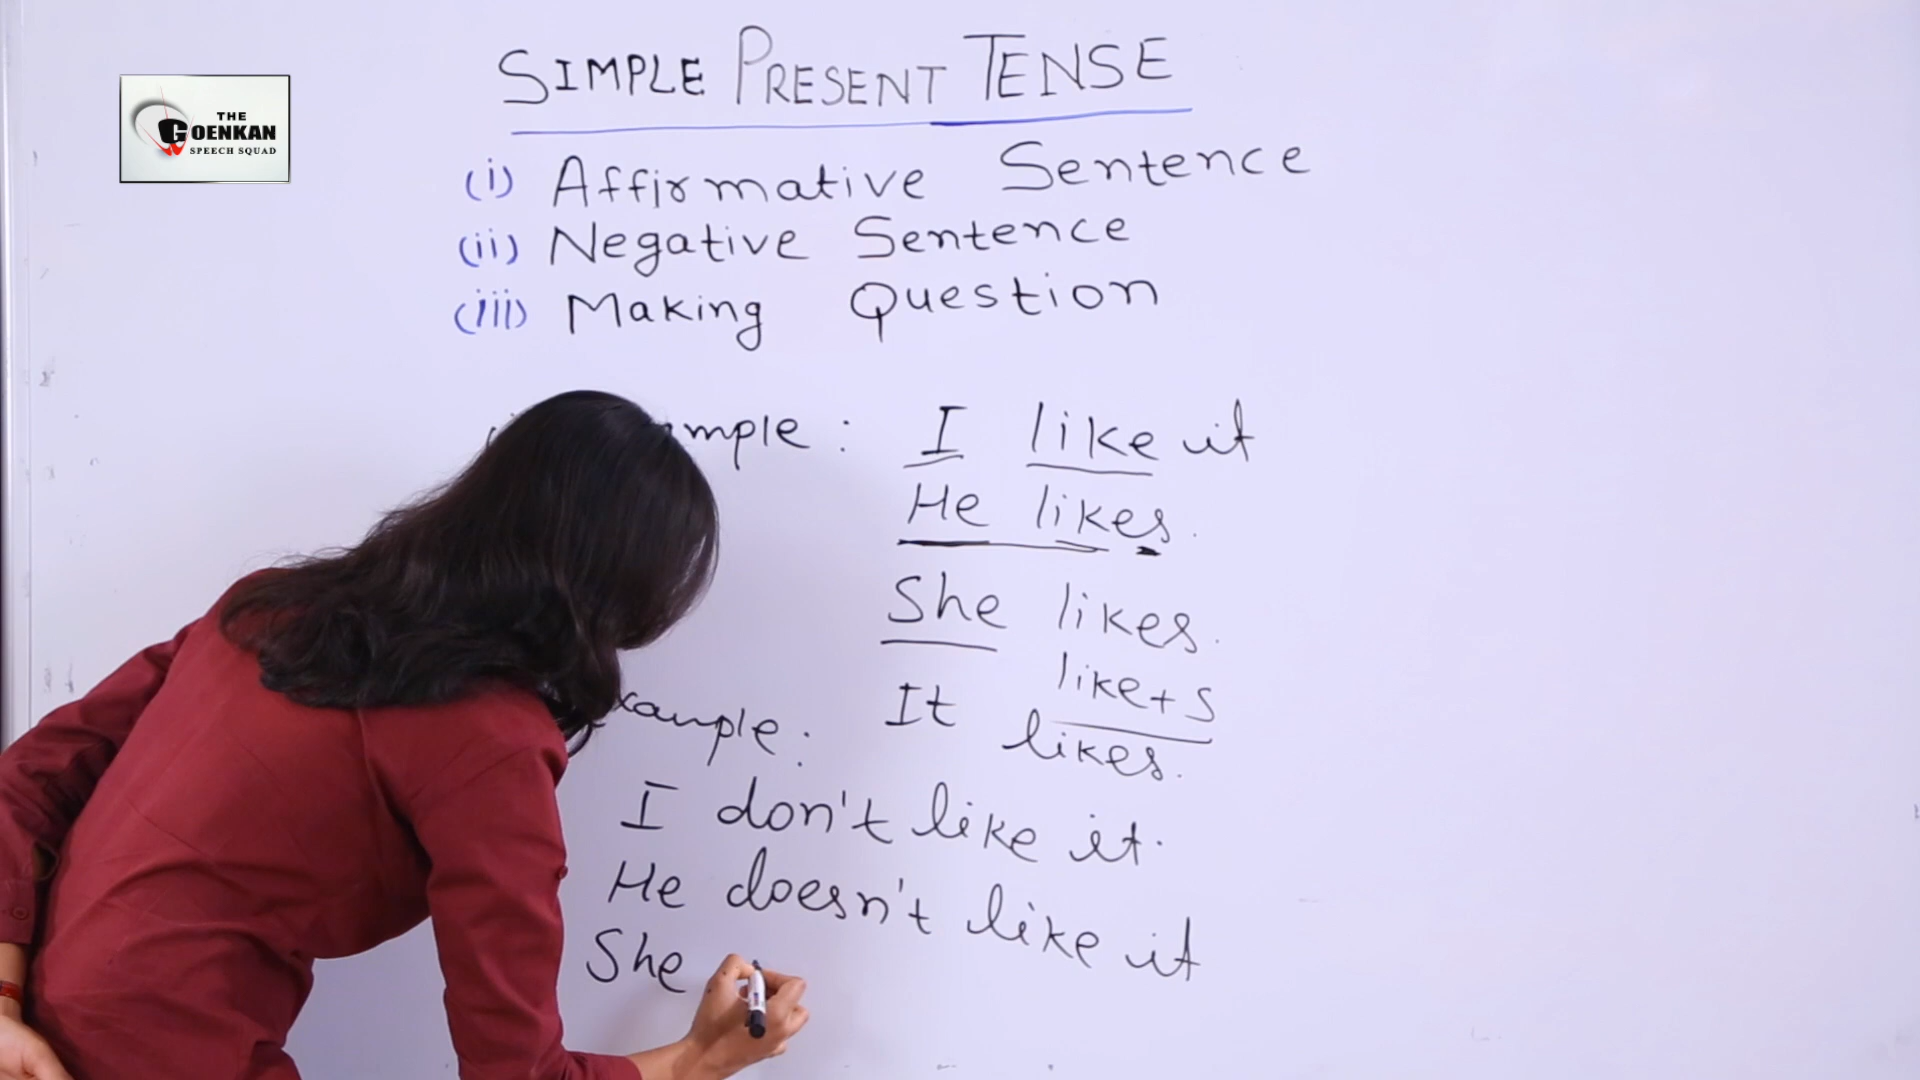 THE
GOENKAN
SPEECH SQUAD
SIMPLE PRESENT TENSE
(i) Affirmative Sentence
(ii) Negative Sentence
(iii) Making Question
mple : I like it
He likes.
She likes.
like+s
xample : It likes.
I don't like it.
He doesn't like it
She